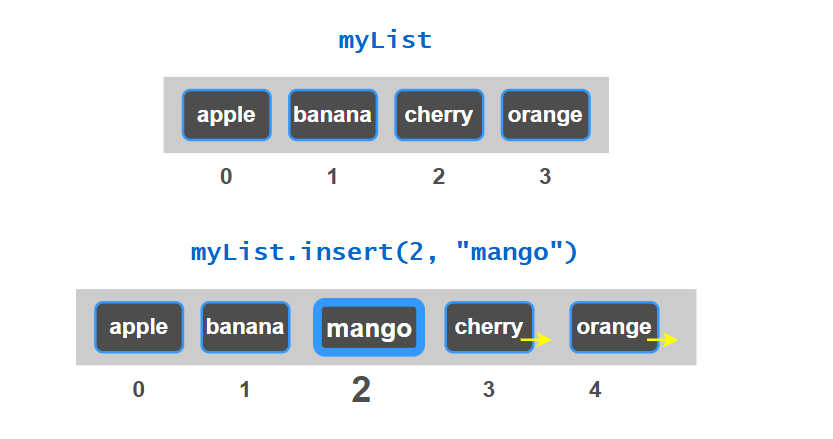 myList
apple banana cherry orange
0 1 2 3
myList.insert(2, "mango")
apple banana mango cherry orange
0 1 2 3 4